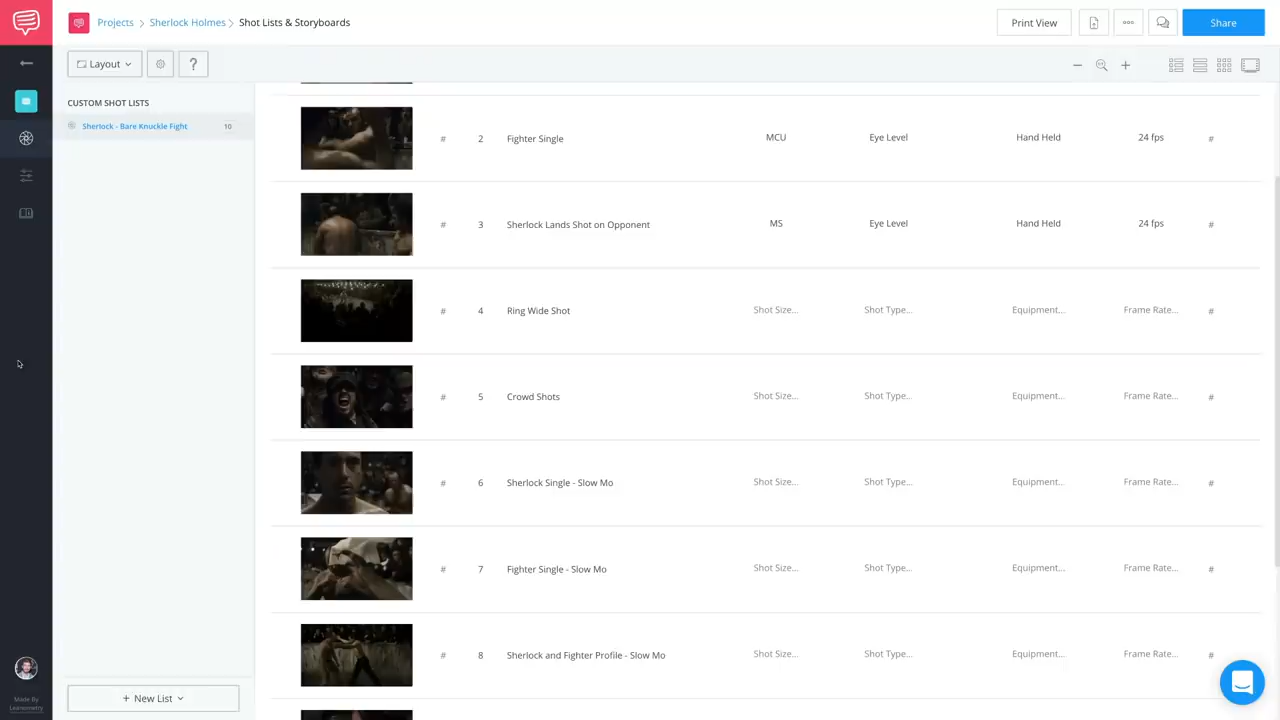 Projects > Sherlock Holmes > Shot Lists & Storyboards
Print View
Share
Layout
?
CUSTOM SHOT LISTS
Sherlock - Bare Knuckle Fight 10
# 2 Fighter Single MCU Eye Level Hand Held 24 fps #
# 3 Sherlock Lands Shot on Opponent MS Eye Level Hand Held 24 fps #
# 4 Ring Wide Shot Shot Size... Shot Type... Equipment... Frame Rate... #
# 5 Crowd Shots Shot Size... Shot Type... Equipment... Frame Rate... #
# 6 Sherlock Single - Slow Mo Shot Size... Shot Type... Equipment... Frame Rate... #
# 7 Fighter Single - Slow Mo Shot Size... Shot Type... Equipment... Frame Rate... #
# 8 Sherlock and Fighter Profile - Slow Mo Shot Size... Shot Type... Equipment... Frame Rate... #
+ New List
Made By
Leanometry